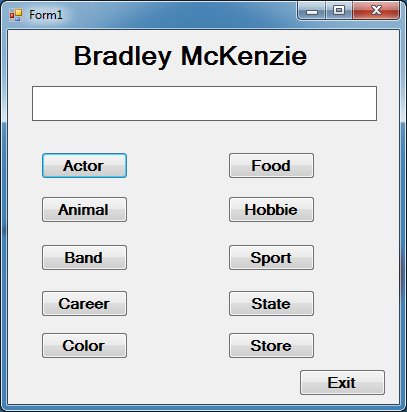 Form1
Bradley McKenzie
Actor Food
Animal Hobbie
Band Sport
Career State
Color Store
Exit